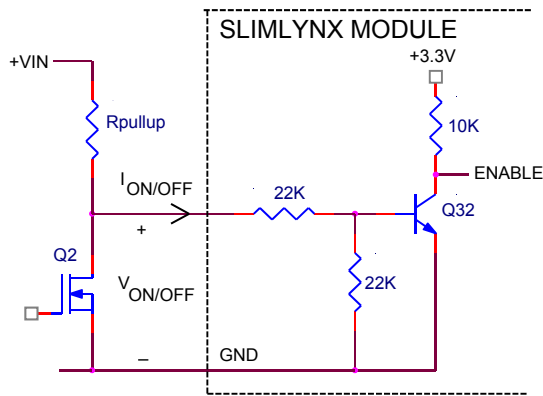 SLIMLYNX MODULE
+VIN
+3.3V
Rpullup
10K
I ON/OFF
22K
ENABLE
Q32
+
Q2
V ON/OFF
22K
–
GND